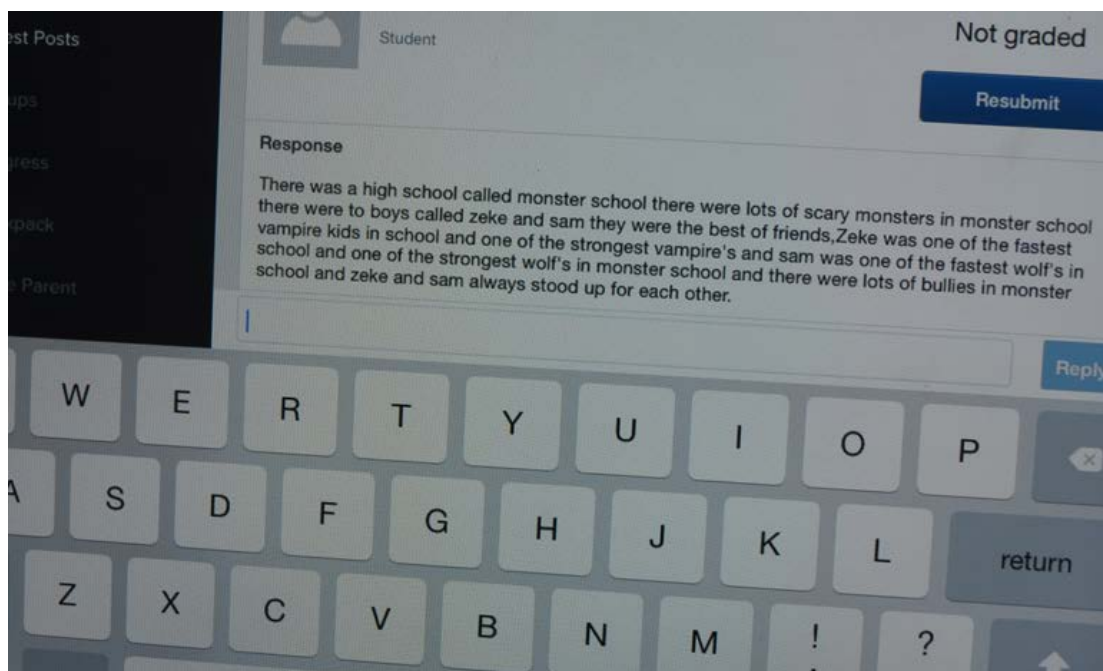 est Posts
Student
Not graded
ups
Resubmit
gress
Response
kpack
There was a high school called monster school there were lots of scary monsters in monster school
there were to boys called zeke and sam they were the best of friends,Zeke was one of the fastest
vampire kids in school and one of the strongest vampire's and sam was one of the fastest wolf's in
school and one of the strongest wolf's in monster school and there were lots of bullies in monster
school and zeke and sam always stood up for each other.
e Parent
Reply
W E R T Y U I O P
A S D F G H J K L return
Z X C V B N M ! ?